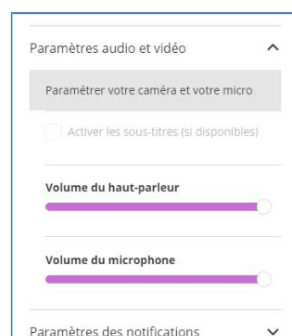 Paramètres audio et vidéo
Paramétrer votre caméra et votre micro
Activer les sous-titres (si disponibles)
Volume du haut-parleur
Volume du microphone
Paramètres des notifications